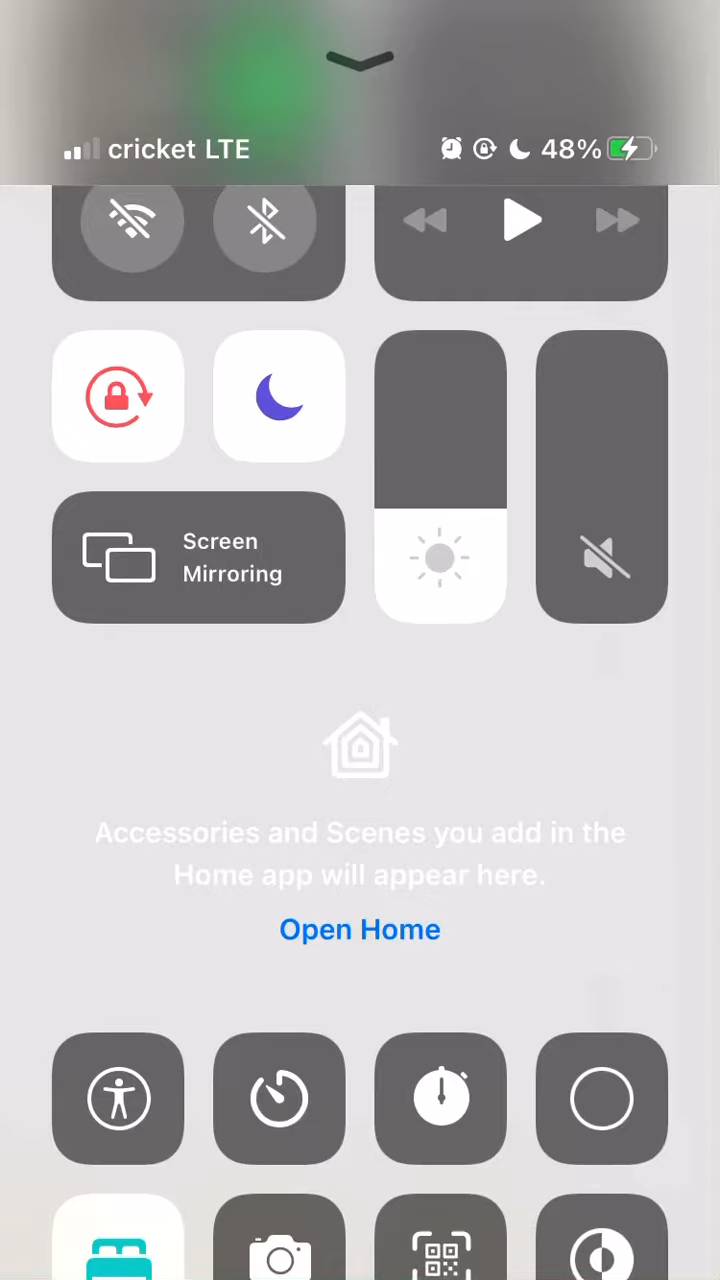 cricket LTE 48%
Screen
Mirroring
Accessories and Scenes you add in the
Home app will appear here.
Open Home